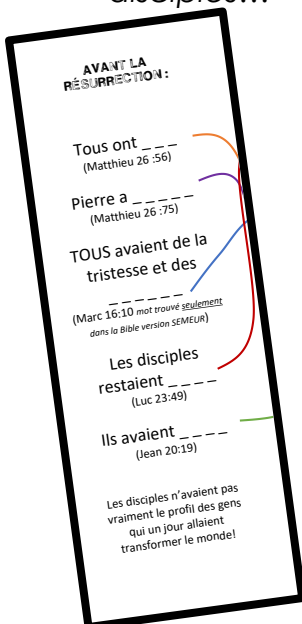 disciples...
AVANT LA
RÉSURRECTION :
Tous ont _ _ _
(Matthieu 26 :56)
Pierre a _ _ _ _ _
(Matthieu 26 :75)
TOUS avaient de la
tristesse et des
_ _ _ _ _ _
(Marc 16:10 mot trouvé seulement
dans la Bible version SEMEUR)
Les disciples
restaient _ _ _ _
(Luc 23:49)
Ils avaient _ _ _ _
(Jean 20:19)
Les disciples n'avaient pas
vraiment le profil des gens
qui un jour allaient
transformer le monde!